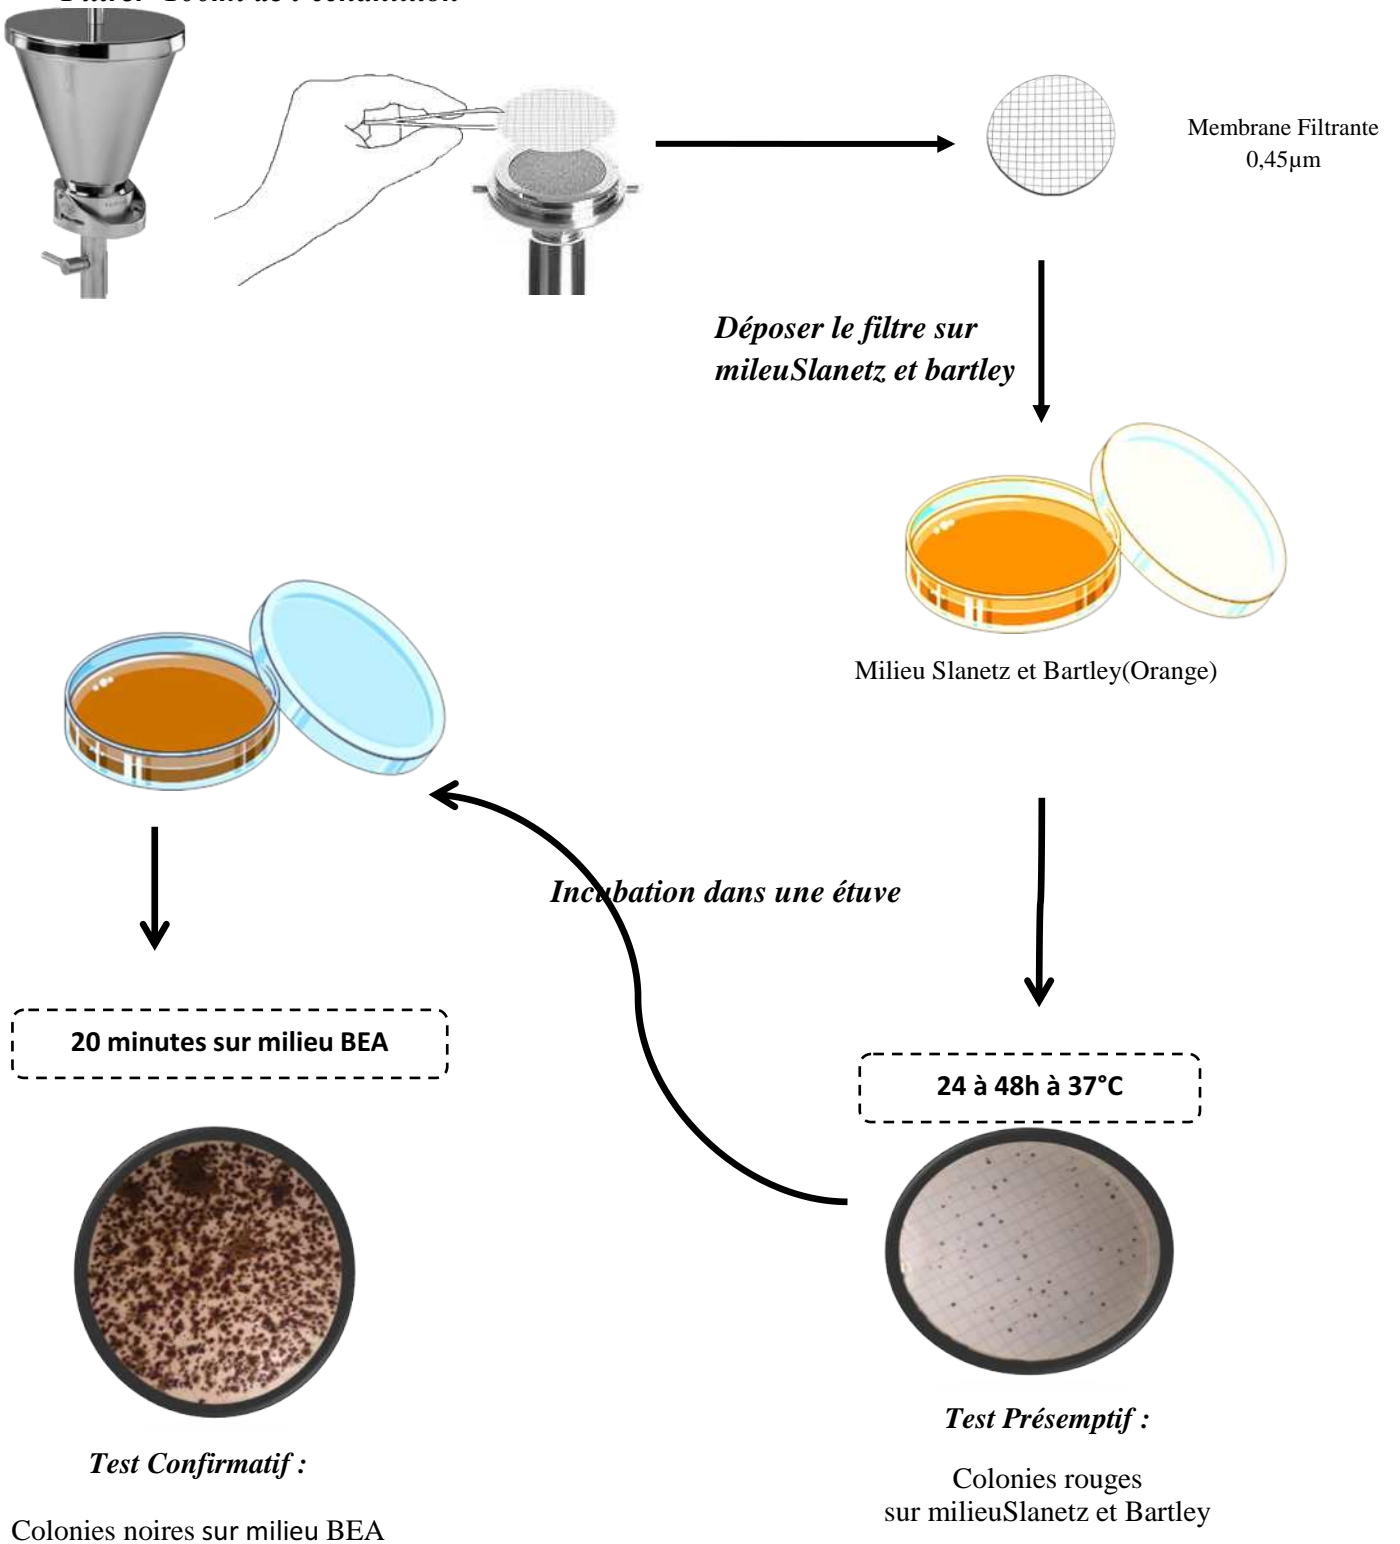 Membrane Filtrante
0,45µm
Déposer le filtre sur
mileuSlanetz et bartley
Milieu Slanetz et Bartley(Orange)
Incubation dans une étuve
20 minutes sur milieu BEA
24 à 48h à 37°C
Test Présemptif :
Colonies rouges
sur milieuSlanetz et Bartley
Test Confirmatif :
Colonies noires sur milieu BEA